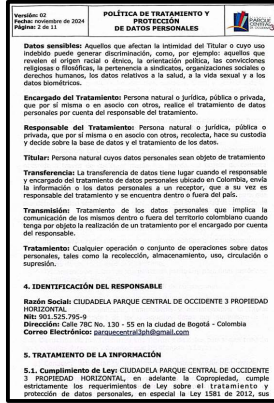 Versión: 02
Fecha: noviembre de 2024
Página: 2 de 11
POLÍTICA DE TRATAMIENTO Y
PROTECCIÓN
DE DATOS PERSONALES
PARQUE
CENTRAL
Datos sensibles: Aquellos que afectan la intimidad del Titular o cuyo uso
indebido puede generar discriminación, como, por ejemplo: aquellos que
revelen el origen racial o étnico, la orientación política, las convicciones
religiosas o filosóficas, la pertenencia a sindicatos, organizaciones sociales o
derechos humanos, los datos relativos a la salud, a la vida sexual y a los
datos biométricos.
Encargado del Tratamiento: Persona natural o jurídica, pública o privada,
que por sí misma o en asocio con otros, realice el tratamiento de datos
personales por cuenta del responsable del tratamiento.
Responsable del Tratamiento: Persona natural o jurídica, pública o
privada, que por sí misma o en asocio con otros, recolecta, hace su custodia
y decide sobre la base de datos y el tratamiento de los datos.
Titular: Persona natural cuyos datos personales sean objeto de tratamiento
Transferencia: La transferencia de datos tiene lugar cuando el responsable
y encargado del tratamiento de datos personales ubicado en Colombia, envía
la información o los datos personales a un receptor, que a su vez es
responsable del tratamiento y se encuentra dentro o fuera del país.
Transmisión: Tratamiento de los datos personales que implica la
comunicación de los mismos dentro o fuera del territorio colombiano cuando
tenga por objeto la realización de un tratamiento por el encargado por cuenta
del responsable.
Tratamiento: Cualquier operación o conjunto de operaciones sobre datos
personales, tales como la recolección, almacenamiento, uso, circulación o
supresión.
4. IDENTIFICACIÓN DEL RESPONSABLE
Razón Social: CIUDADELA PARQUE CENTRAL DE OCCIDENTE 3 PROPIEDAD
HORIZONTAL
Nit: 901.525.795-9
Dirección: Calle 78C No. 130 - 55 en la ciudad de Bogotá - Colombia
Correo Electrónico: parquecentral3ph@gmail.com
5. TRATAMIENTO DE LA INFORMACIÓN
5.1. Cumplimiento de Ley: CIUDADELA PARQUE CENTRAL DE OCCIDENTE
3 PROPIEDAD HORIZONTAL, en adelante la Copropiedad, cumple
estrictamente los requerimientos de Ley sobre el tratamiento y
protección de datos personales, en especial la Ley 1581 de 2012, sus